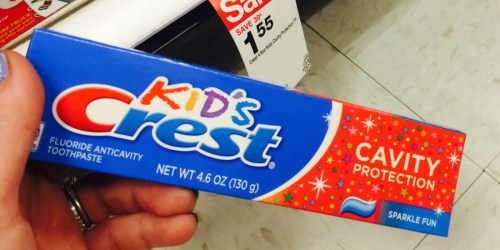 Sale
SAVE 39¢
1 55
KID'S
Crest
FLUORIDE ANTICAVITY
TOOTHPASTE
NET WT 4.6 OZ (130 g)
CAVITY
PROTECTION
SPARKLE FUN